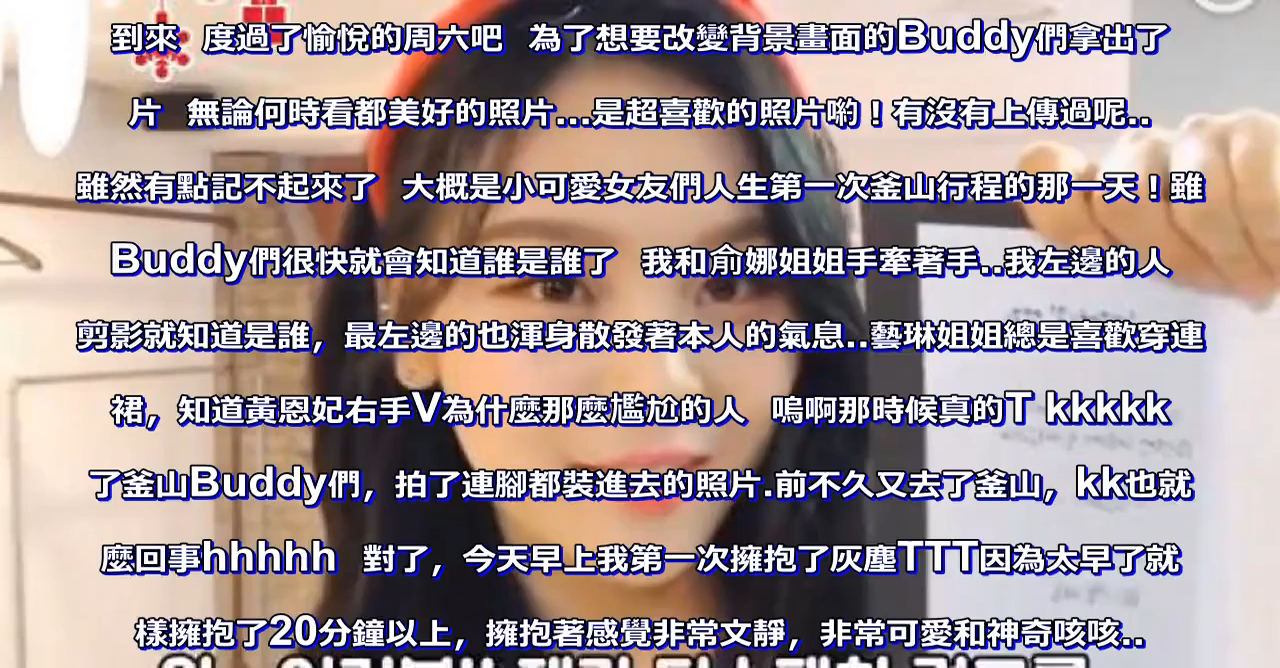 到來 度過了愉悅的周六吧 為了想要改變背景畫面的Buddy們拿出了
片 無論何時看都美好的照片...是超喜歡的照片喲！有沒有上傳過呢..
雖然有點記不起來了 大概是小可愛女友們人生第一次釜山行程的那一天！雖
Buddy們很快就會知道誰是誰了 我和俞娜姐姐手牽著手..我左邊的人
剪影就知道是誰，最左邊的也渾身散發著本人的氣息..藝琳姐姐總是喜歡穿連
裙，知道黃恩妃右手V為什麼那麼尷尬的人 嗚啊那時候真的T kkkkk
了釜山Buddy們，拍了連腳都裝進去的照片.前不久又去了釜山，kk也就
麼回事hhhhh 對了，今天早上我第一次擁抱了灰塵TTT因為太早了就
樣擁抱了20分鐘以上，擁抱著感覺非常文靜，非常可愛和神奇咳咳..